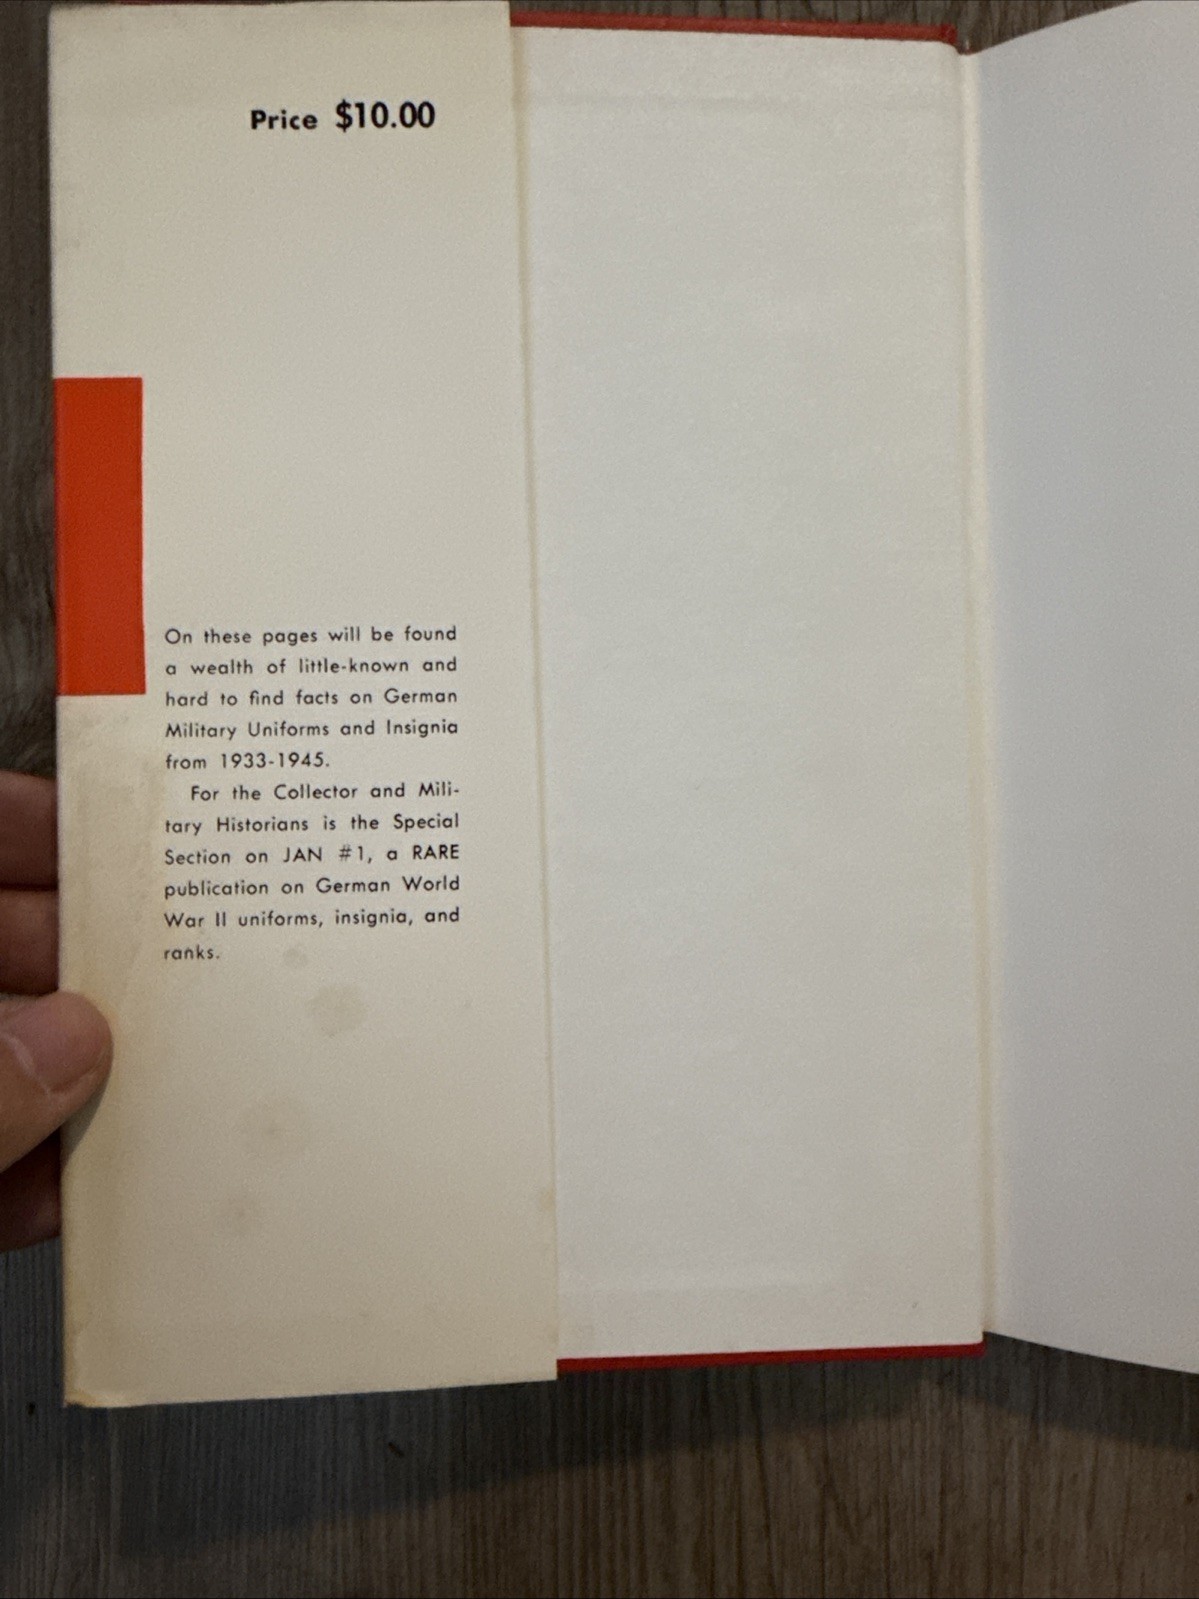 Price $10.00
On these pages will be found
a wealth of little-known and
hard to find facts on German
Military Uniforms and Insignia
from 1933-1945.
For the Collector and Mili-
tary Historians is the Special
Section on JAN #1, a RARE
publication on German World
War II uniforms, insignia, and
ranks.